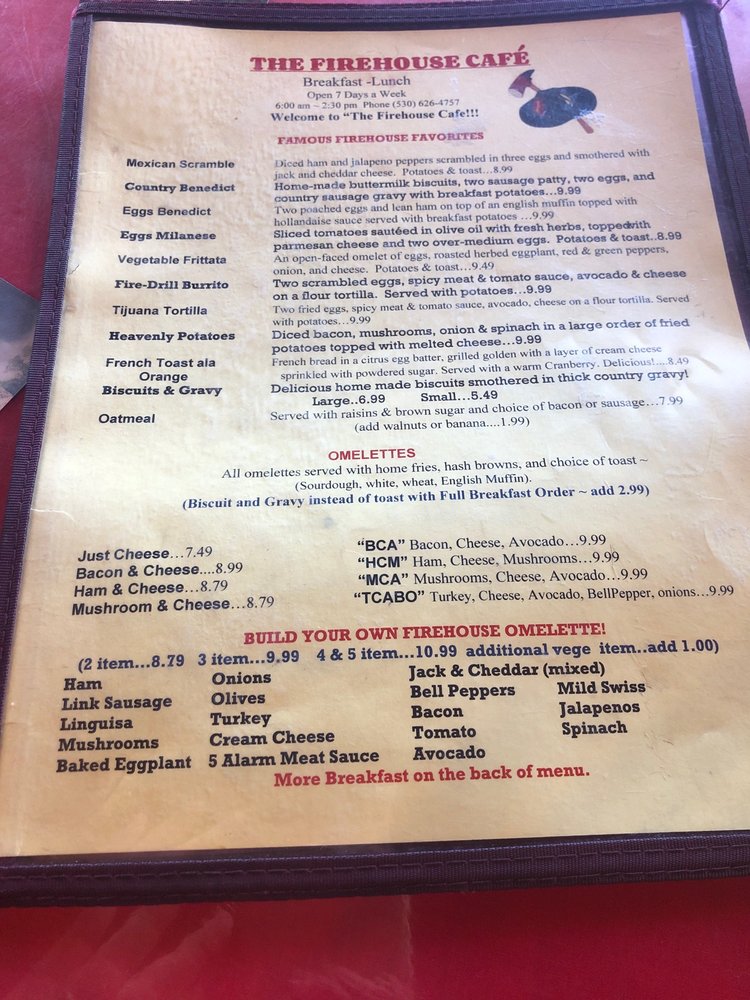 THE FIREHOUSE CAFÉ
Breakfast -Lunch
Open 7 Days a Week
6:00 am ~ 2:30 pm Phone (530) 626-4757
Welcome to “The Firehouse Cafe!!!
FAMOUS FIREHOUSE FAVORITES
Mexican Scramble Diced ham and jalapeno peppers scrambled in three eggs and smothered with
jack and cheddar cheese. Potatoes & toast...8.99
Country Benedict Home-made buttermilk biscuits, two sausage patty, two eggs, and
country sausage gravy with breakfast potatoes...9.99
Eggs Benedict Two poached eggs and lean ham on top of an english muffin topped with
hollandaise sauce served with breakfast potatoes ...9.99
Eggs Milanese Sliced tomatoes sautéed in olive oil with fresh herbs, topped with
parmesan cheese and two over-medium eggs. Potatoes & toast..8.99
Vegetable Frittata An open-faced omelet of eggs, roasted herbed eggplant, red & green peppers,
onion, and cheese. Potatoes & toast...9.49
Fire-Drill Burrito Two scrambled eggs, spicy meat & tomato sauce, avocado & cheese
on a flour tortilla. Served with potatoes...9.99
Tijuana Tortilla Two fried eggs, spicy meat & tomato sauce, avocado, cheese on a flour tortilla. Served
with potatoes...9.99
Heavenly Potatoes Diced bacon, mushrooms, onion & spinach in a large order of fried
potatoes topped with melted cheese...9.99
French Toast ala French bread in a citrus egg batter, grilled golden with a layer of cream cheese
Orange sprinkled with powdered sugar. Served with a warm Cranberry. Delicious!....8.49
Biscuits & Gravy Delicious home made biscuits smothered in thick country gravy!
Large..6.99 Small...5.49
Oatmeal Served with raisins & brown sugar and choice of bacon or sausage...7.99
(add walnuts or banana....1.99)
OMELETTES
All omelettes served with home fries, hash browns, and choice of toast ~
(Sourdough, white, wheat, English Muffin).
(Biscuit and Gravy instead of toast with Full Breakfast Order ~ add 2.99)
Just Cheese...7.49 “BCA” Bacon, Cheese, Avocado...9.99
Bacon & Cheese....8.99 “HCM” Ham, Cheese, Mushrooms...9.99
Ham & Cheese...8.79 “MCA” Mushrooms, Cheese, Avocado...9.99
Mushroom & Cheese...8.79 “TCABO” Turkey, Cheese, Avocado, BellPepper, onions...9.99
BUILD YOUR OWN FIREHOUSE OMELETTE!
(2 item...8.79 3 item...9.99 4 & 5 item...10.99 additional vege item..add 1.00)
Ham Onions Jack & Cheddar (mixed)
Link Sausage Olives Bell Peppers Mild Swiss
Linguisa Turkey Bacon Jalapenos
Mushrooms Cream Cheese Tomato Spinach
Baked Eggplant 5 Alarm Meat Sauce Avocado
More Breakfast on the back of menu.